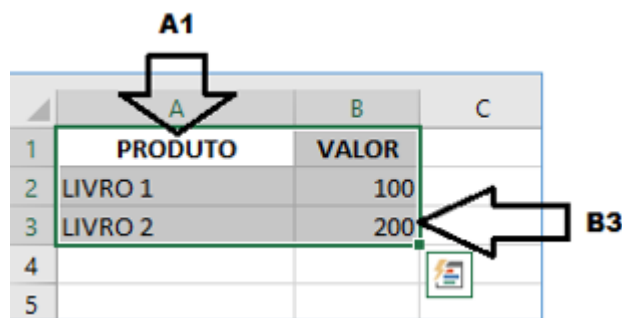 A1
A B C
1 PRODUTO VALOR
2 LIVRO 1 100
3 LIVRO 2 200
B3
4
5